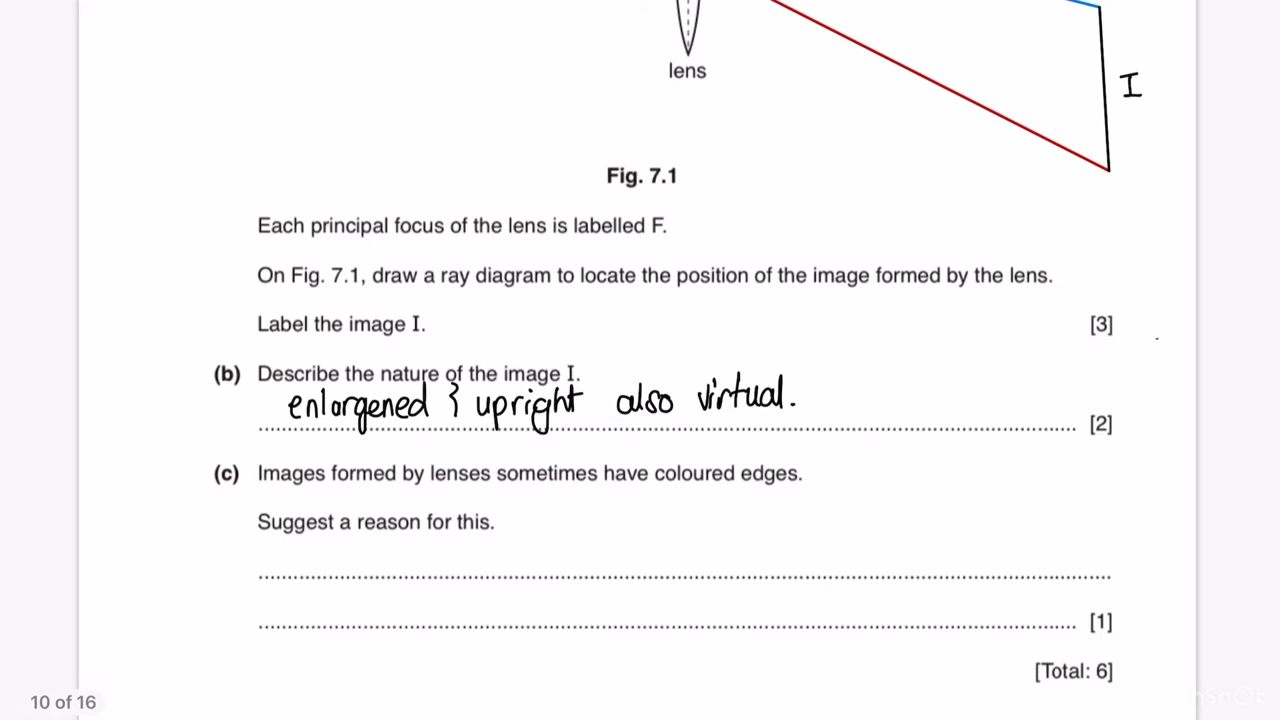 lens
I
Fig. 7.1
Each principal focus of the lens is labelled F.
On Fig. 7.1, draw a ray diagram to locate the position of the image formed by the lens.
Label the image I. [3]
(b) Describe the nature of the image I.
enlargened & upright also virtual.
[2]
(c) Images formed by lenses sometimes have coloured edges.
Suggest a reason for this.
[1]
[Total: 6]
10 of 16